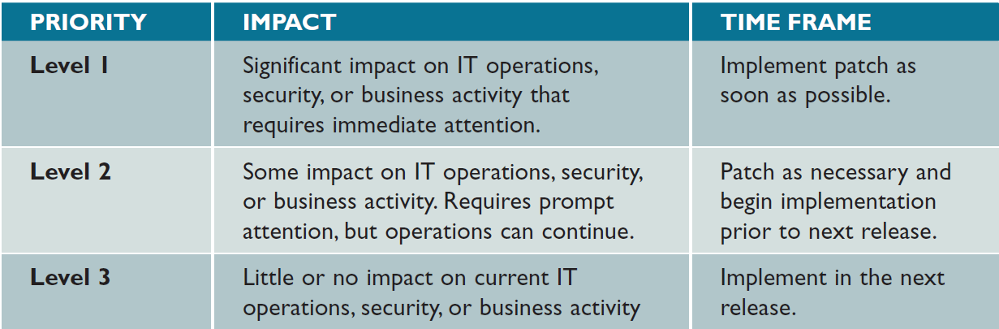 PRIORITY IMPACT TIME FRAME
Level 1 Significant impact on IT operations, Implement patch as
security, or business activity that soon as possible.
requires immediate attention.
Level 2 Some impact on IT operations, security, Patch as necessary and
or business activity. Requires prompt begin implementation
attention, but operations can continue. prior to next release.
Level 3 Little or no impact on current IT Implement in the next
operations, security, or business activity release.